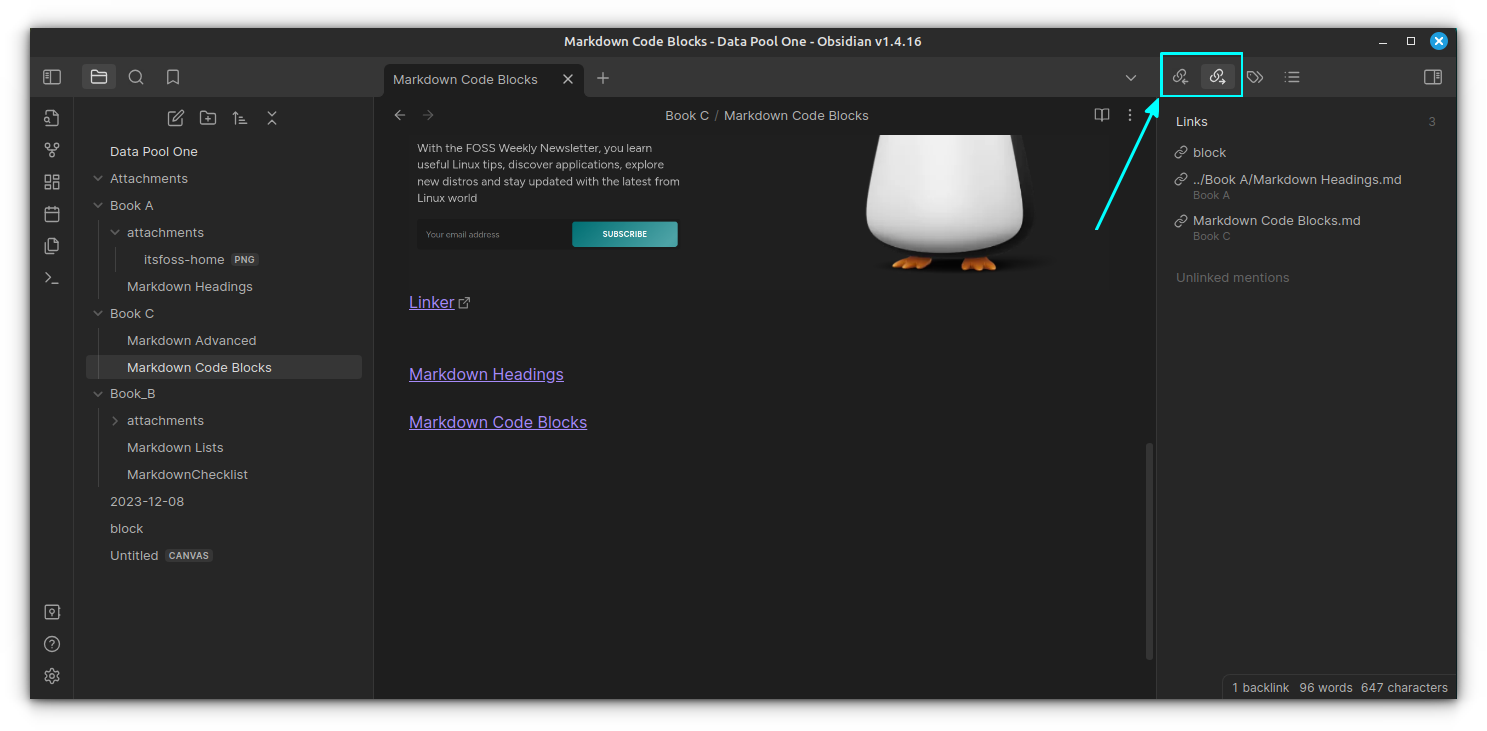 Markdown Code Blocks - Data Pool One - Obsidian v1.4.16
Markdown Code Blocks
Data Pool One
Attachments
Book A
attachments
itsfoss-home PNG
Markdown Headings
Book C
Markdown Advanced
Markdown Code Blocks
Book_B
attachments
Markdown Lists
MarkdownChecklist
2023-12-08
block
Untitled CANVAS
Book C / Markdown Code Blocks
With the FOSS Weekly Newsletter, you learn
useful Linux tips, discover applications, explore
new distros and stay updated with the latest from
Linux world
Your email address
SUBSCRIBE
Linker
Markdown Headings
Markdown Code Blocks
Links 3
block
../Book A/Markdown Headings.md
Book A
Markdown Code Blocks.md
Book C
Unlinked mentions
1 backlink 96 words 647 characters